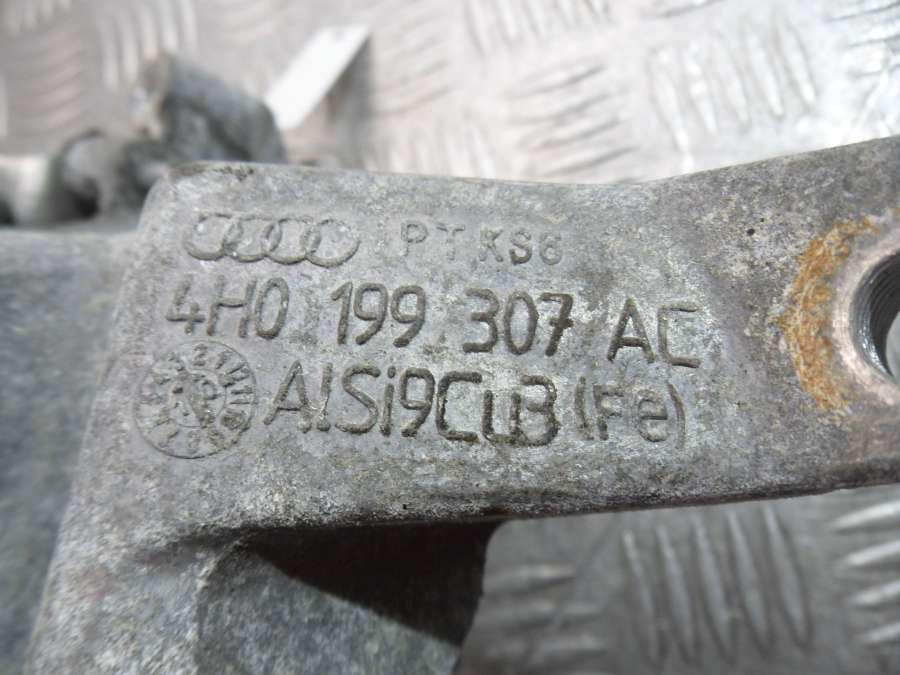 PT KS6
4H0 199 307 AC
AlSi9Cu3(Fe)